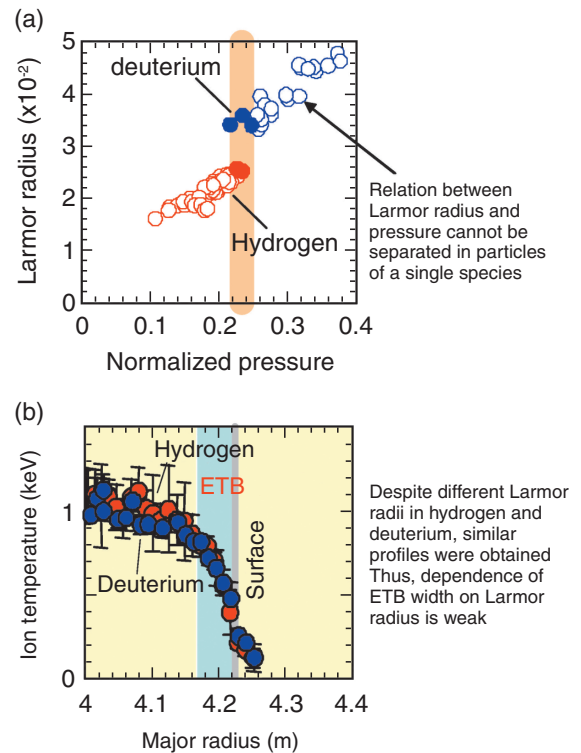 (a)
5
4
3
2
1
0
Larmor radius (x10-2)
deuterium
Hydrogen
0 0.1 0.2 0.3 0.4
Normalized pressure
Relation between
Larmor radius and
pressure cannot be
separated in particles
of a single species
(b)
1
0
Ion temperature (keV)
Hydrogen
ETB
Deuterium
Surface
4 4.1 4.2 4.3 4.4
Major radius (m)
Despite different Larmor
radii in hydrogen and
deuterium, similar
profiles were obtained
Thus, dependence of
ETB width on Larmor
radius is weak